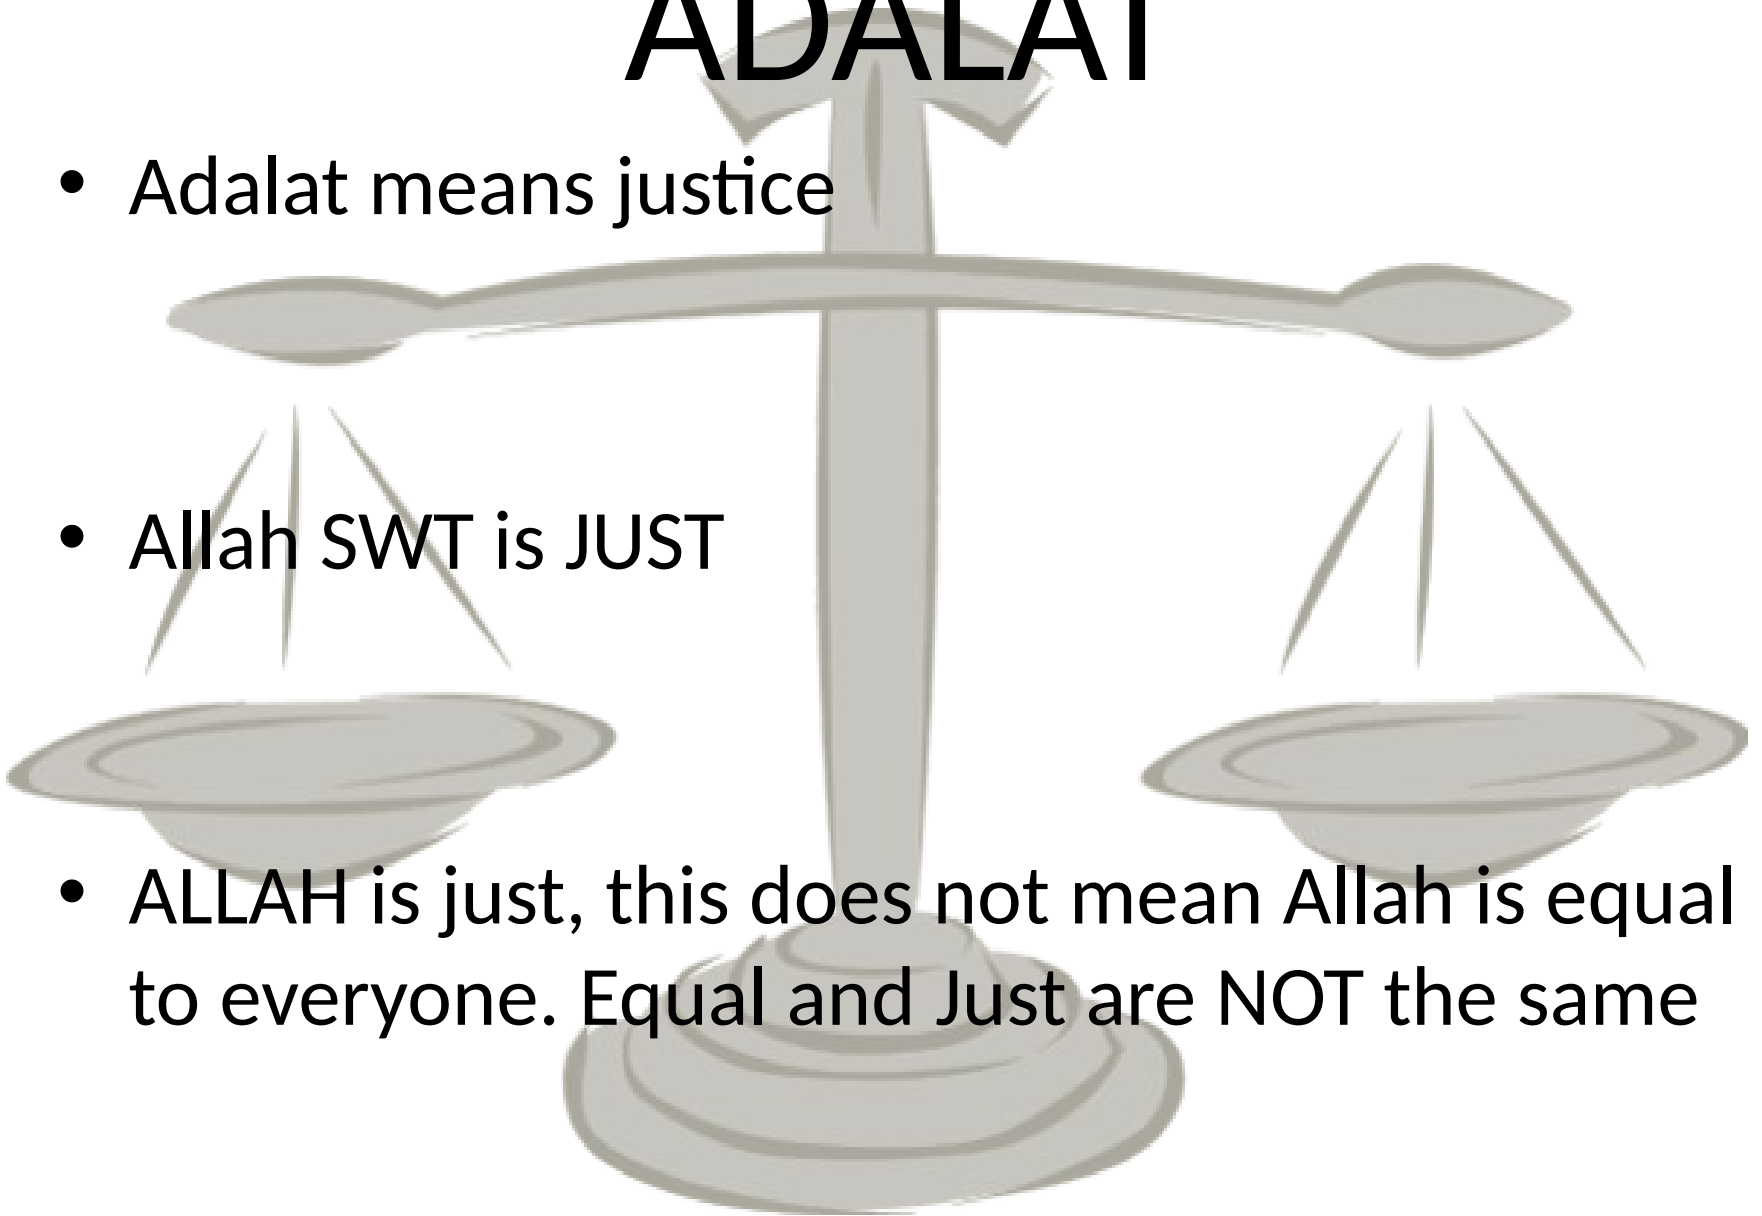 ADALAT
• Adalat means justice
• Allah SWT is JUST
• ALLAH is just, this does not mean Allah is equal
to everyone. Equal and Just are NOT the same